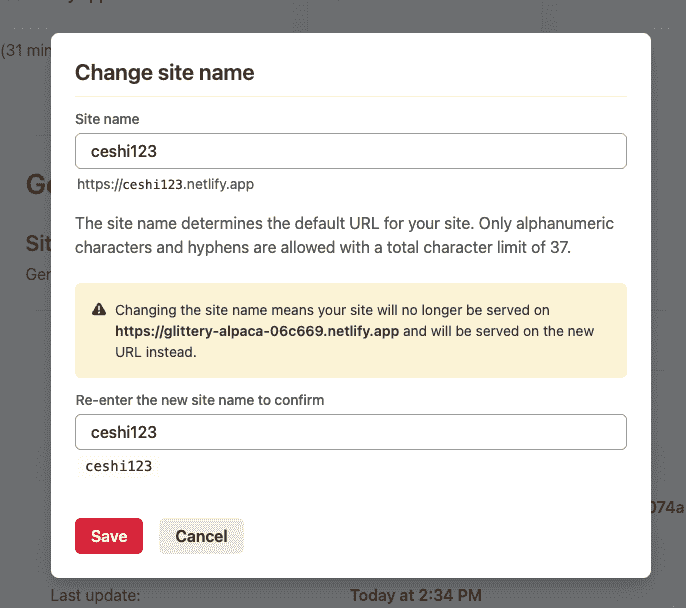 (31 min
Change site name
Site name
ceshi123
https://ceshi123.netlify.app
The site name determines the default URL for your site. Only alphanumeric
characters and hyphens are allowed with a total character limit of 37.
Changing the site name means your site will no longer be served on
https://glittery-alpaca-06c669.netlify.app and will be served on the new
URL instead.
Re-enter the new site name to confirm
ceshi123
ceshi123
Save Cancel
074a
Last update: Today at 2:34 PM